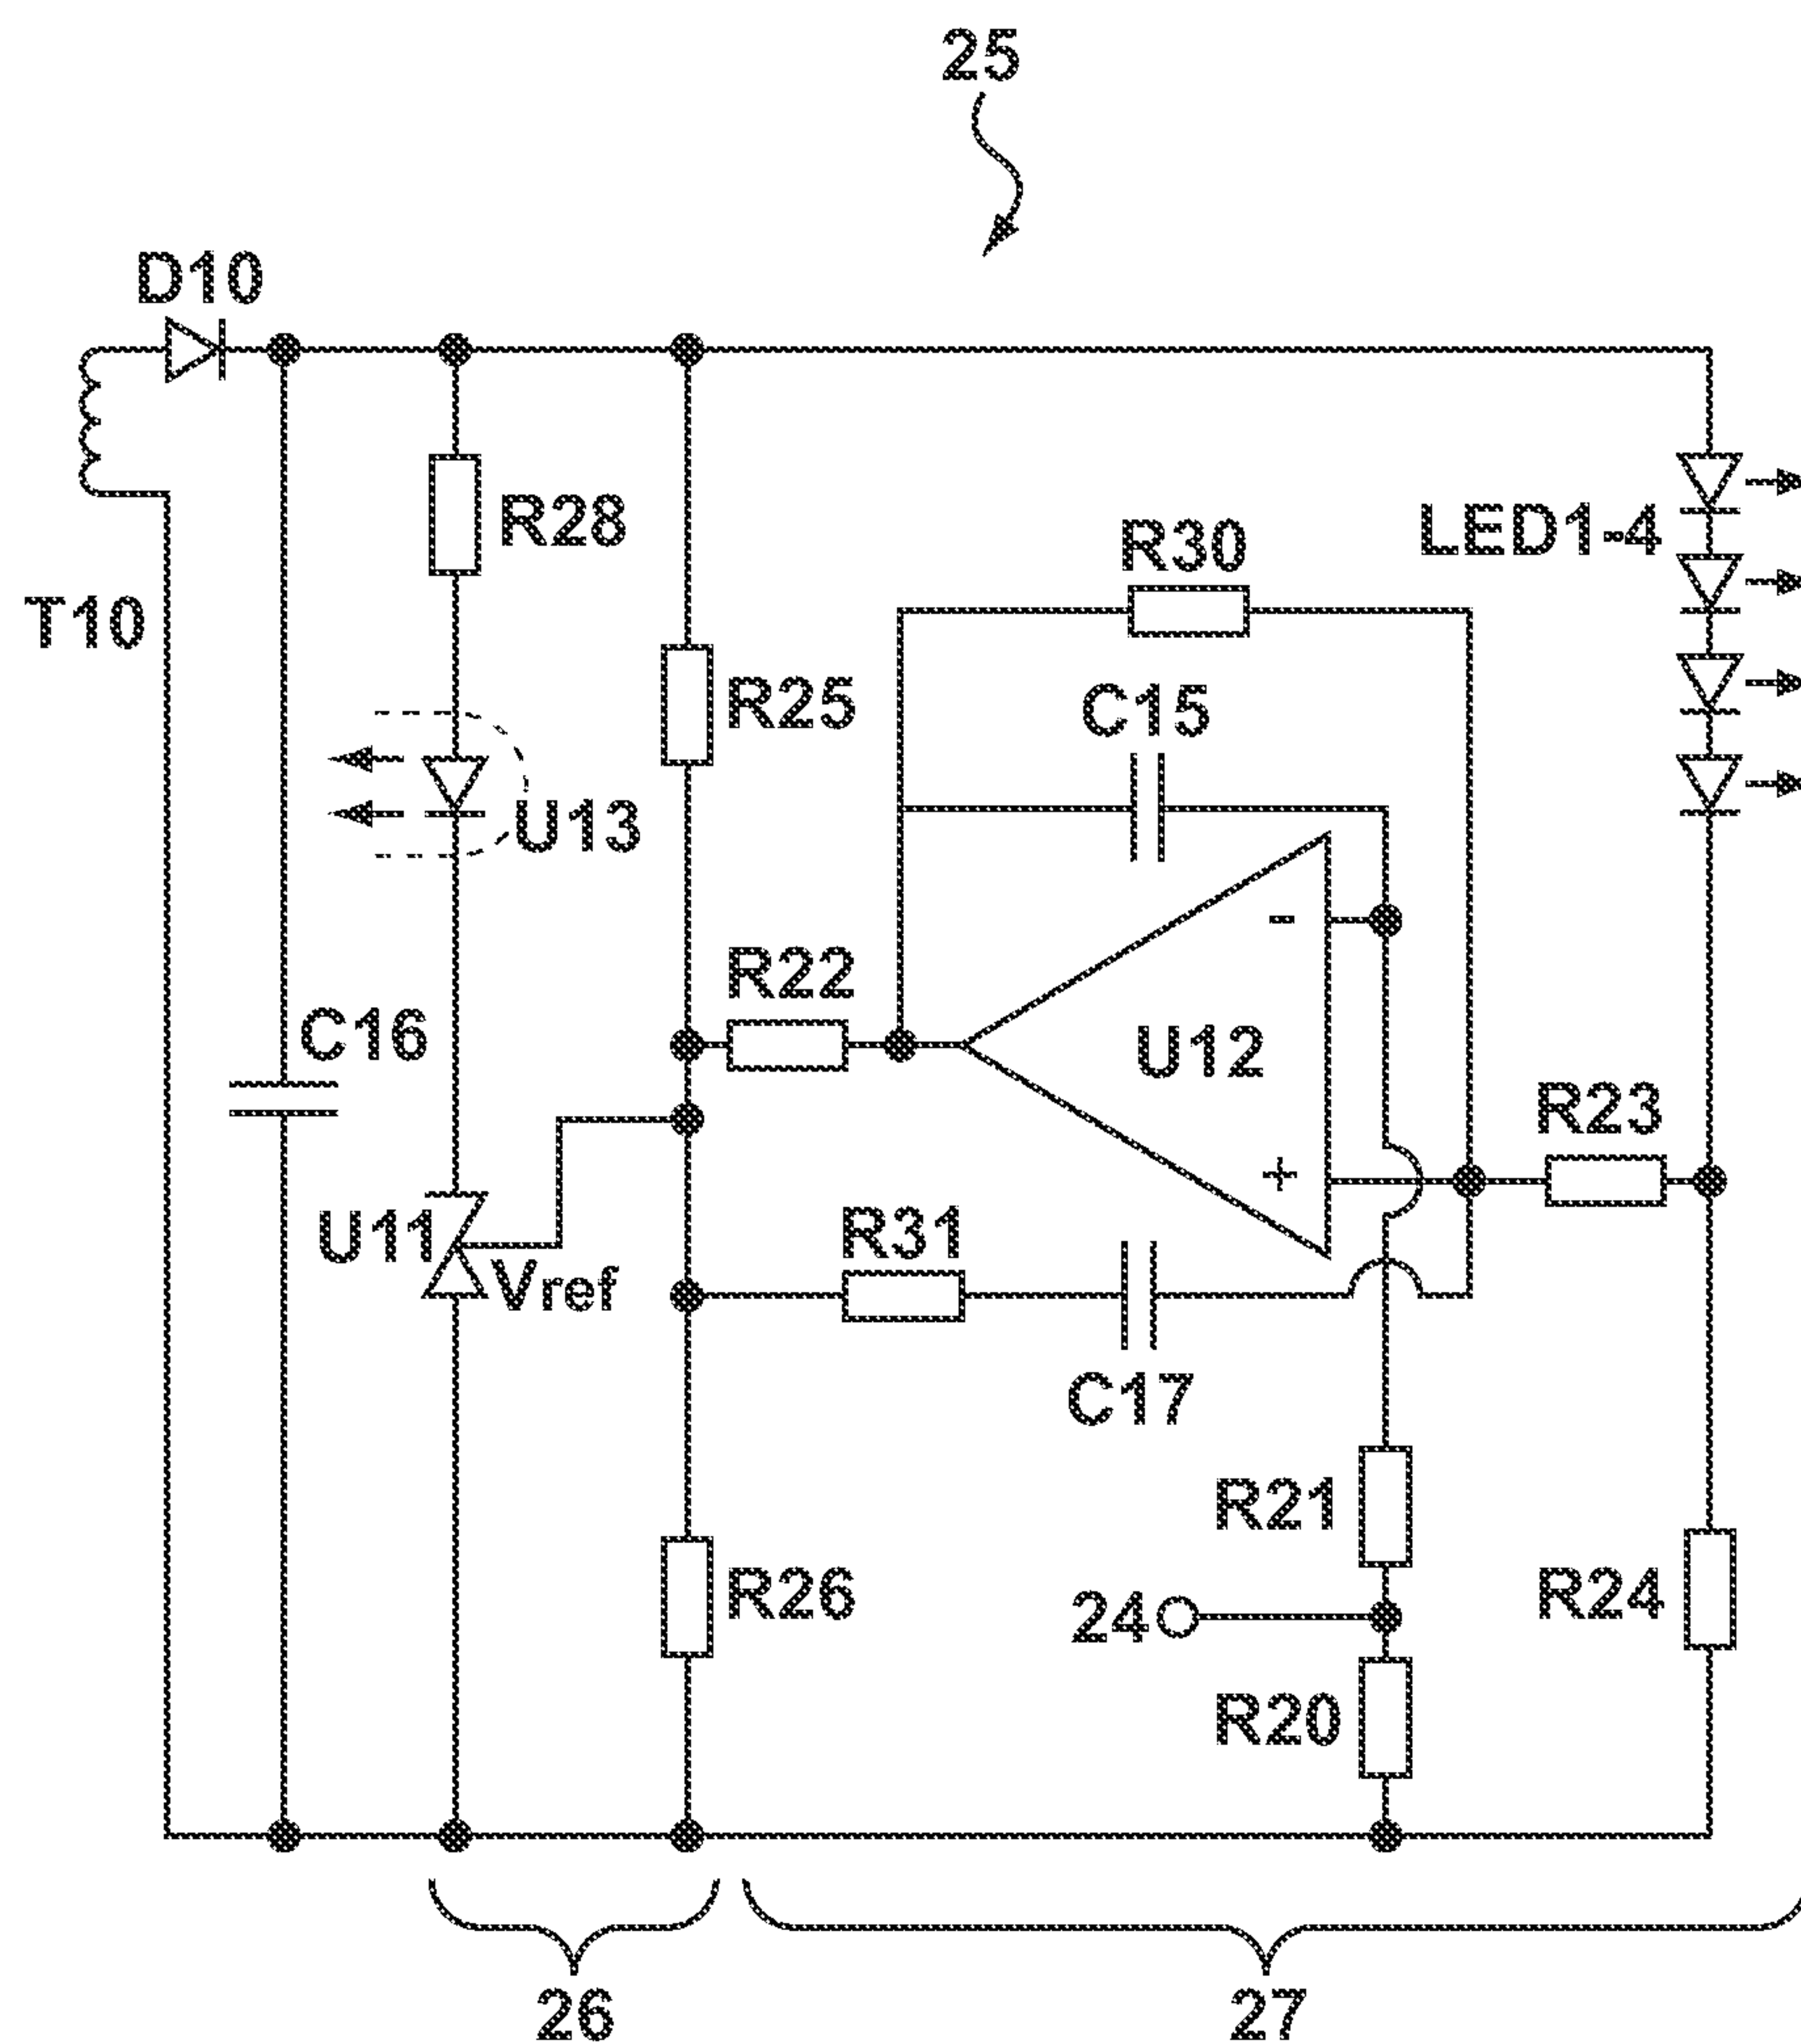 25
D10
R28
LED1-4
R30
T10
R25
C15
U13
R22
C16
U12
R23
U11
R31
Vref
-
+
C17
R21
R26
24
R24
R20
26
27